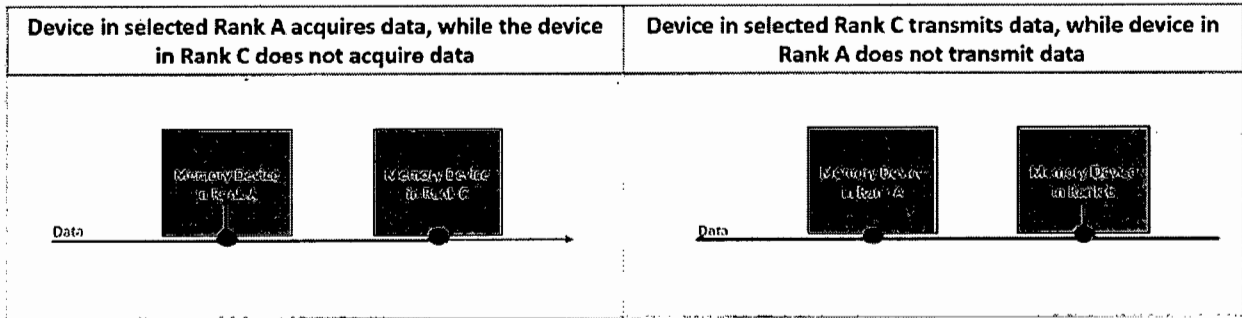 Device in selected Rank A acquires data, while the device
in Rank C does not acquire data
Device in selected Rank C transmits data, while device in
Rank A does not transmit data
Memory Device
in Rank A
Memory Device
in Rank C
Data
Memory Device
in Rank A
Memory Device
in Rank C
Data